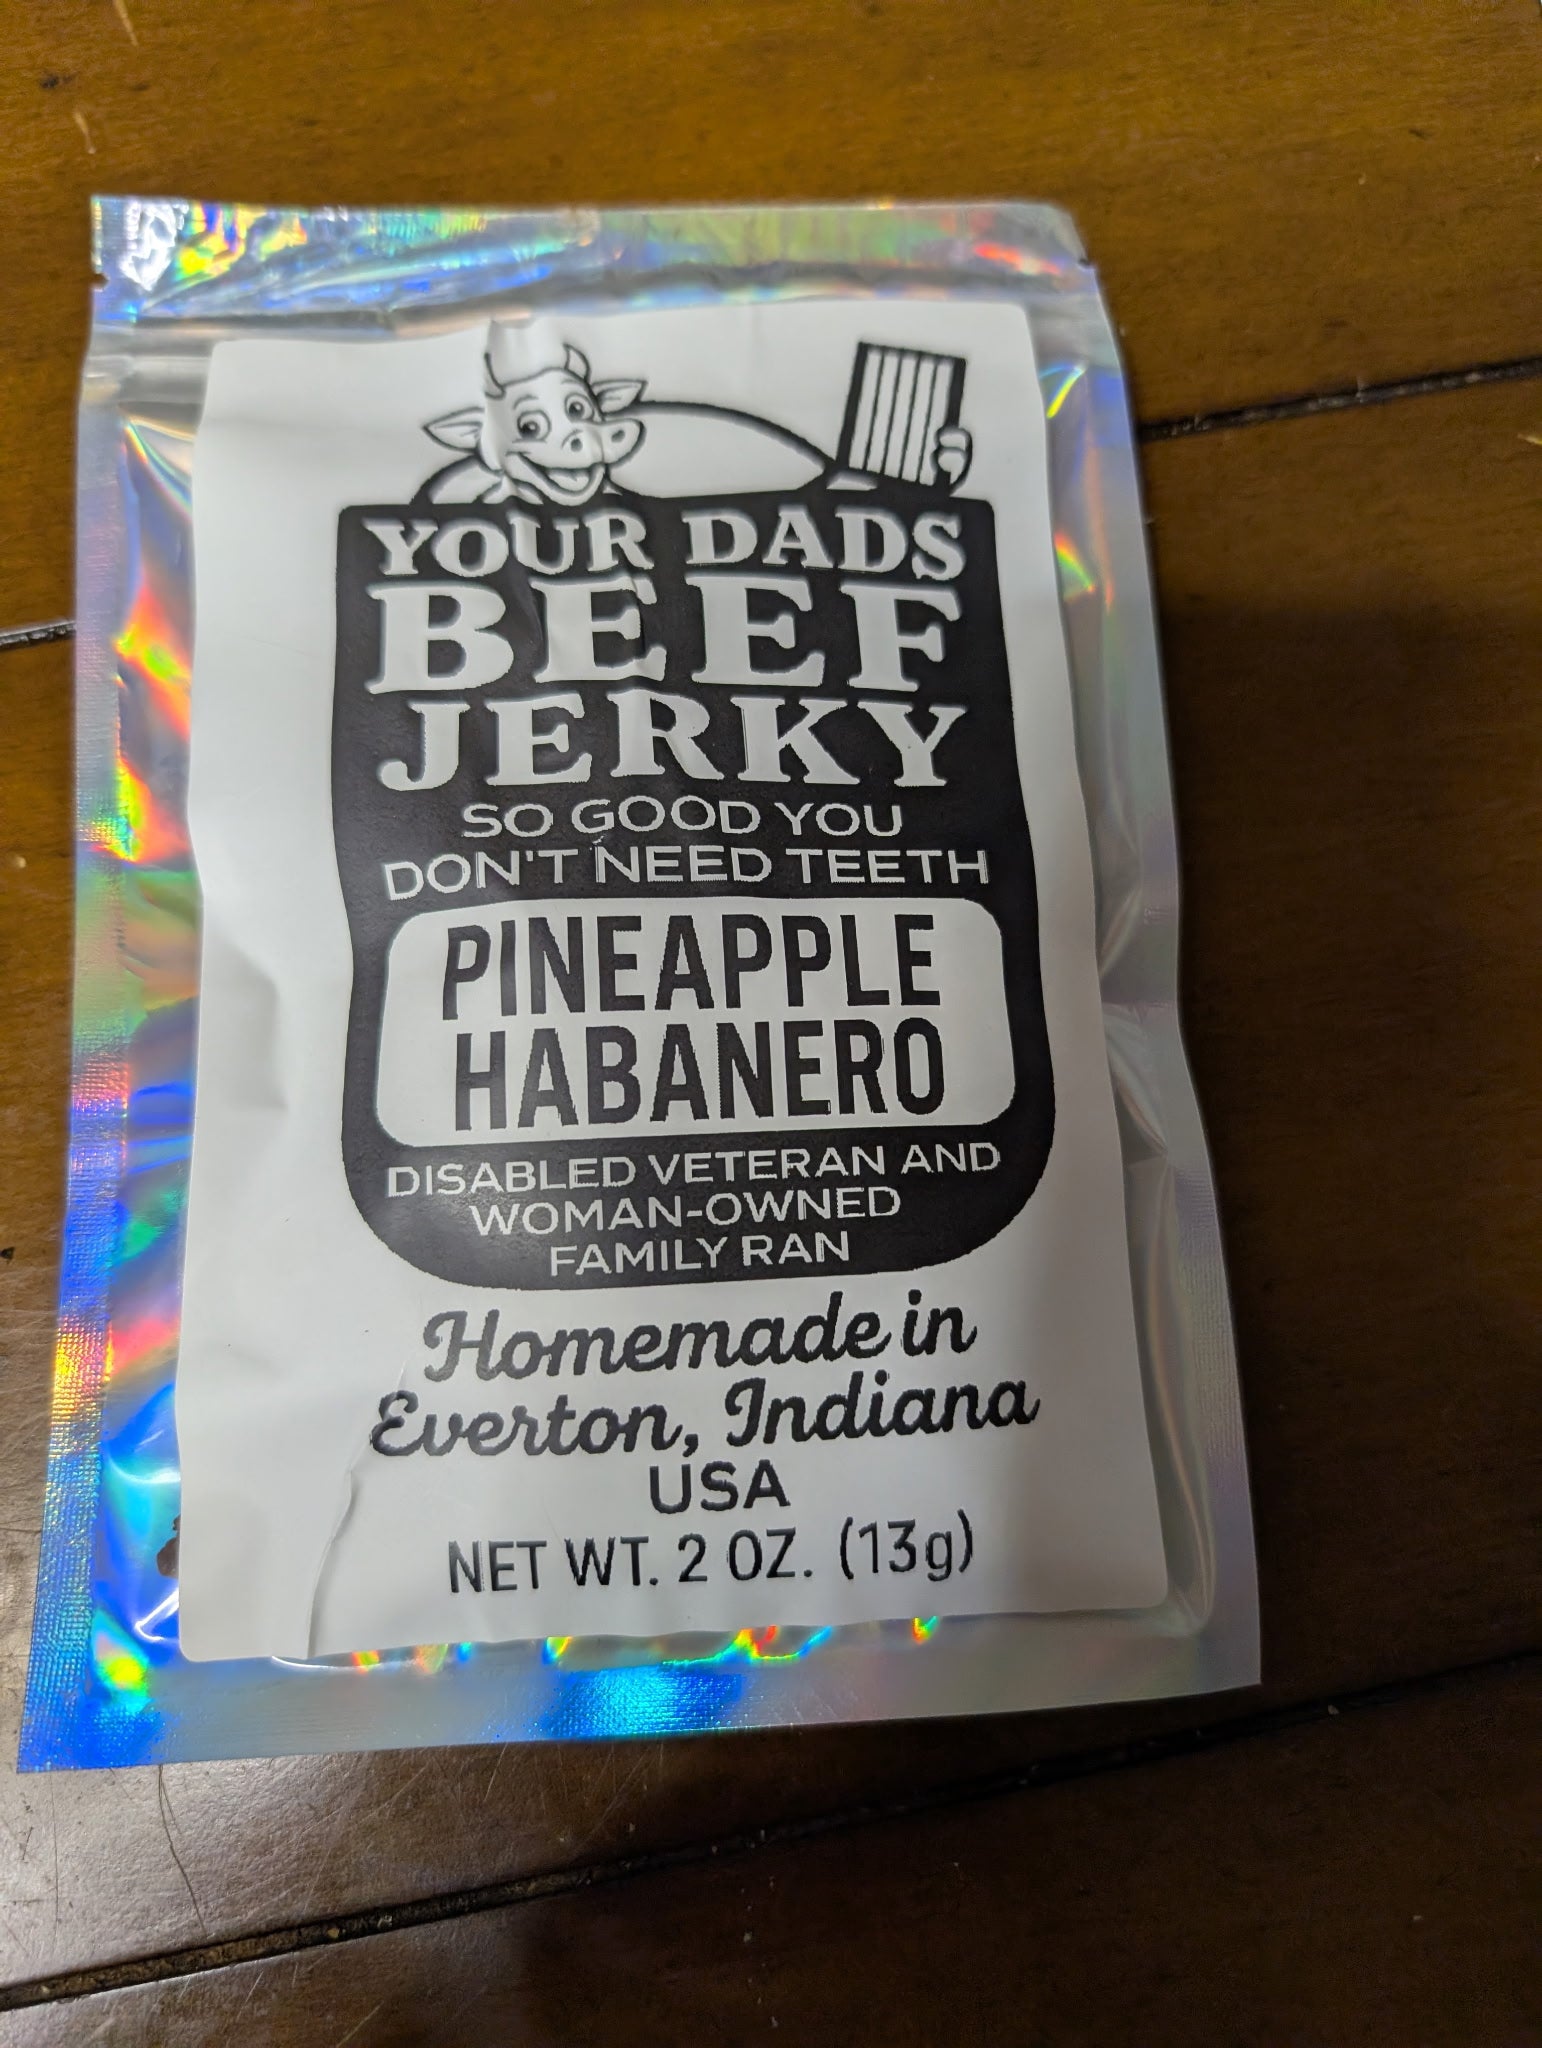 YOUR DADS
BEEF
JERKY
SO GOOD YOU
DON'T NEED TEETH
PINEAPPLE
HABANERO
DISABLED VETERAN AND
WOMAN-OWNED
FAMILY RAN
Homemade in
Everton, Indiana
USA
NET WT. 2 OZ. (13g)